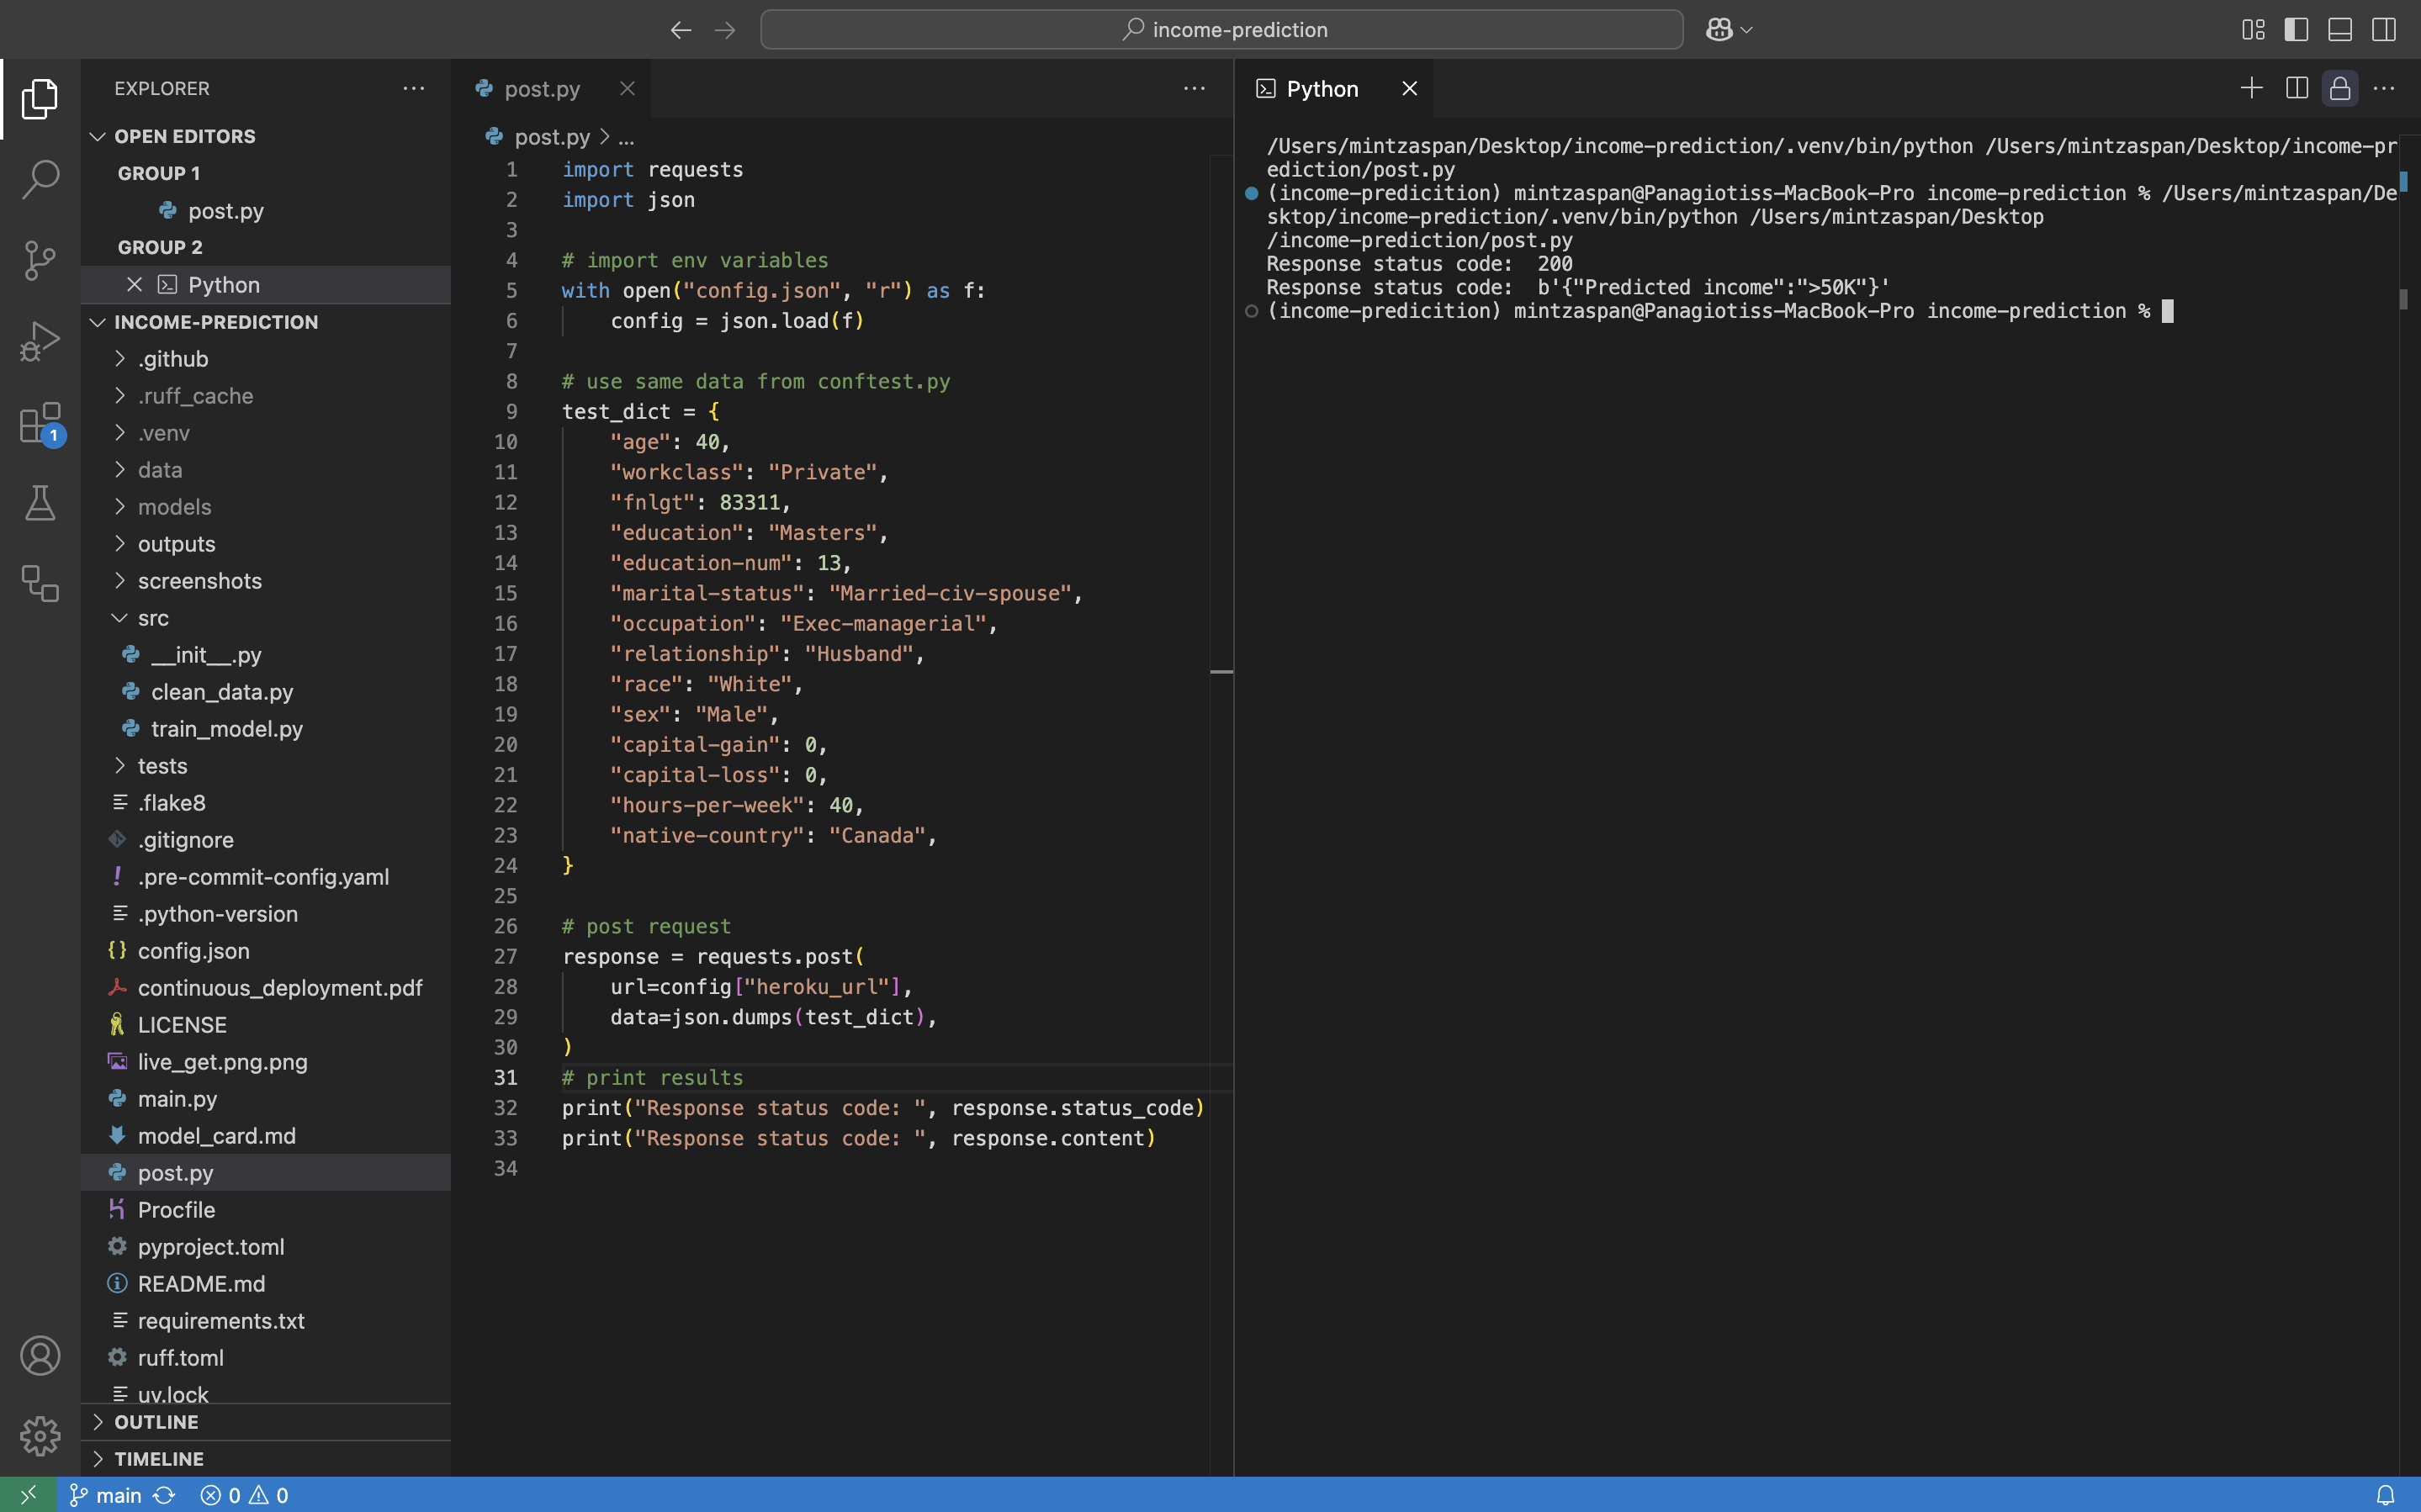 income-prediction
EXPLORER
OPEN EDITORS
GROUP 1
post.py
GROUP 2
Python
INCOME-PREDICTION
.github
.ruff_cache
.venv
data
models
outputs
screenshots
src
__init__.py
clean_data.py
train_model.py
tests
.flake8
.gitignore
.pre-commit-config.yaml
.python-version
config.json
continuous_deployment.pdf
LICENSE
live_get.png.png
main.py
model_card.md
post.py
Procfile
pyproject.toml
README.md
requirements.txt
ruff.toml
uv.lock
OUTLINE
TIMELINE
1
post.py
post.py > ...
1 import requests
2 import json
3
4 # import env variables
5 with open("config.json", "r") as f:
6 config = json.load(f)
7
8 # use same data from conftest.py
9 test_dict = {
10 "age": 40,
11 "workclass": "Private",
12 "fnlgt": 83311,
13 "education": "Masters",
14 "education-num": 13,
15 "marital-status": "Married-civ-spouse",
16 "occupation": "Exec-managerial",
17 "relationship": "Husband",
18 "race": "White",
19 "sex": "Male",
20 "capital-gain": 0,
21 "capital-loss": 0,
22 "hours-per-week": 40,
23 "native-country": "Canada",
24 }
25
26 # post request
27 response = requests.post(
28 url=config["heroku_url"],
29 data=json.dumps(test_dict),
30 )
31 # print results
32 print("Response status code: ", response.status_code)
33 print("Response status code: ", response.content)
34
Python
/Users/mintzaspan/Desktop/income-prediction/.venv/bin/python /Users/mintzaspan/Desktop/income-pr
ediction/post.py
(income-predicition) mintzaspan@Panagiotiss-MacBook-Pro income-prediction % /Users/mintzaspan/De
sktop/income-prediction/.venv/bin/python /Users/mintzaspan/Desktop
/income-prediction/post.py
Response status code:  200
Response status code:  b'{"Predicted income":">50K"}'
(income-predicition) mintzaspan@Panagiotiss-MacBook-Pro income-prediction %
main 0 0